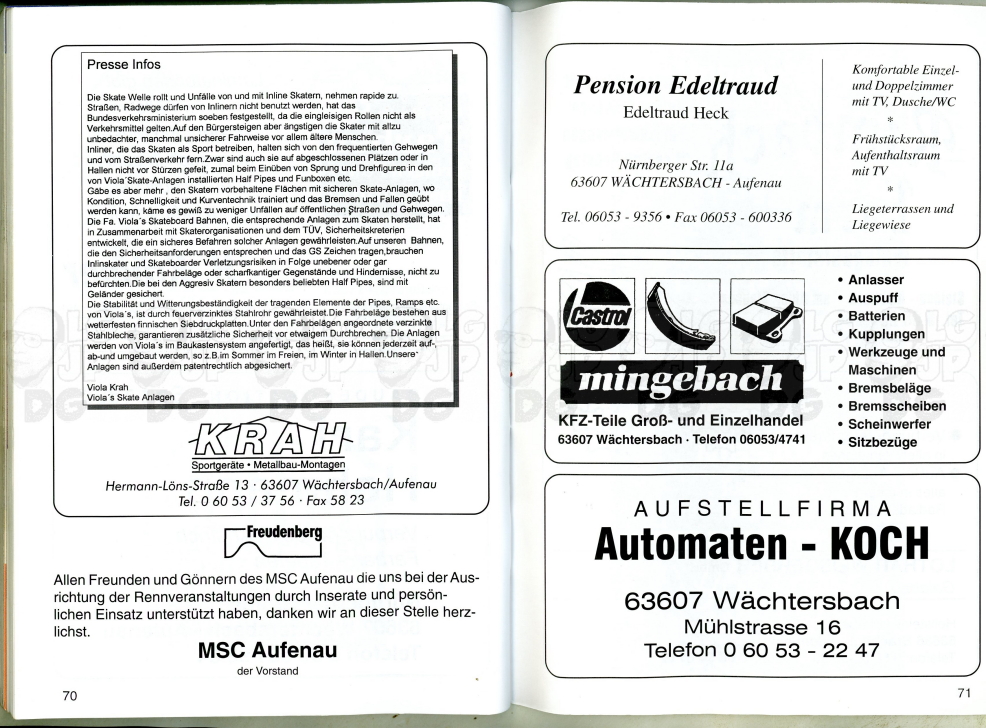 Presse Infos
Die Skate Welle rollt und Unfälle von und mit Inline Skatern, nehmen rapide zu.
Straßen, Radwege dürfen von Inlinern nicht benutzt werden, hat das
Bundesverkehrsministerium soeben festgestellt, da die eingleisigen Rollen nicht als
Verkehrsmittel gelten.Auf den Bürgersteigen aber ängstigen die Skater mit allzu
unbedachter, manchmal unsicherer Fahrweise vor allem ältere Menschen.
Inliner, die das Skaten als Sport betreiben, halten sich von den frequentierten Gehwegen
und vom Straßenverkehr fern.Zwar sind auch sie auf abgeschlossenen Plätzen oder in
Hallen nicht vor Stürzen gefeit, zumal beim Einüben von Sprung und Drehfiguren in den
von Viola´Skate-Anlagen installierten Half Pipes und Funboxen etc.
Gäbe es aber mehr , den Skatern vorbehaltene Flächen mit sicheren Skate-Anlagen, wo
Kondition, Schnelligkeit und Kurventechnik trainiert und das Bremsen und Fallen geübt
werden kann, käme es gewiß zu weniger Unfällen auf öffentlichen Straßen und Gehwegen.
Die Fa. Viola´s Skateboard Bahnen, die entsprechende Anlagen zum Skaten herstellt, hat
in Zusammenarbeit mit Skaterorganisationen und dem TÜV, Sicherheitskreterien
entwickelt, die ein sicheres Befahren solcher Anlagen gewährleisten.Auf unseren Bahnen,
die den Sicherheitsanforderungen entsprechen und das GS Zeichen tragen,brauchen
Inlinskater und Skateboarder Verletzungsrisiken in Folge unebener oder gar
durchbrechender Fahrbeläge oder scharfkantiger Gegenstände und Hindernisse, nicht zu
befürchten.Die bei den Aggresiv Skatern besonders beliebten Half Pipes, sind mit
Geländer gesichert.
Die Stabilität und Witterungsbeständigkeit der tragenden Elemente der Pipes, Ramps etc.
von Viola´s, ist durch feuerverzinktes Stahlrohr gewährleistet.Die Fahrbeläge bestehen aus
wetterfesten finnischen Siebdruckplatten.Unter den Fahrbelägen angeordnete verzinkte
Stahlbleche, garantieren zusätzliche Sicherheit vor etwaigem Durchbrechen. Die Anlagen
werden von Viola´s im Baukastensystem angefertigt, das heißt, sie können jederzeit auf-,
ab-und umgebaut werden, so z.B.im Sommer im Freien, im Winter in Hallen.Unsere
Anlagen sind außerdem patentrechtlich abgesichert.
Viola Krah
Viola´s Skate Anlagen
KRAH
Sportgeräte • Metallbau-Montagen
Hermann-Löns-Straße 13 · 63607 Wächtersbach/Aufenau
Tel. 0 60 53 / 37 56 · Fax 58 23
Freudenberg
Allen Freunden und Gönnern des MSC Aufenau die uns bei der Aus-
richtung der Rennveranstaltungen durch Inserate und persön-
lichen Einsatz unterstützt haben, danken wir an dieser Stelle herz-
lichst.
MSC Aufenau
der Vorstand
70
Pension Edeltraud
Edeltraud Heck
Nürnberger Str. 11a
63607 WÄCHTERSBACH - Aufenau
Tel. 06053 - 9356 • Fax 06053 - 600336
Komfortable Einzel-
und Doppelzimmer
mit TV, Dusche/WC
*
Frühstücksraum,
Aufenthaltsraum
mit TV
*
Liegeterrassen und
Liegewiese
Castrol
mingebach
KFZ-Teile Groß- und Einzelhandel
63607 Wächtersbach · Telefon 06053/4741
• Anlasser
• Auspuff
• Batterien
• Kupplungen
• Werkzeuge und
Maschinen
• Bremsbeläge
• Bremsscheiben
• Scheinwerfer
• Sitzbezüge
AUFSTELLFIRMA
Automaten - KOCH
63607 Wächtersbach
Mühlstrasse 16
Telefon 0 60 53 - 22 47
71